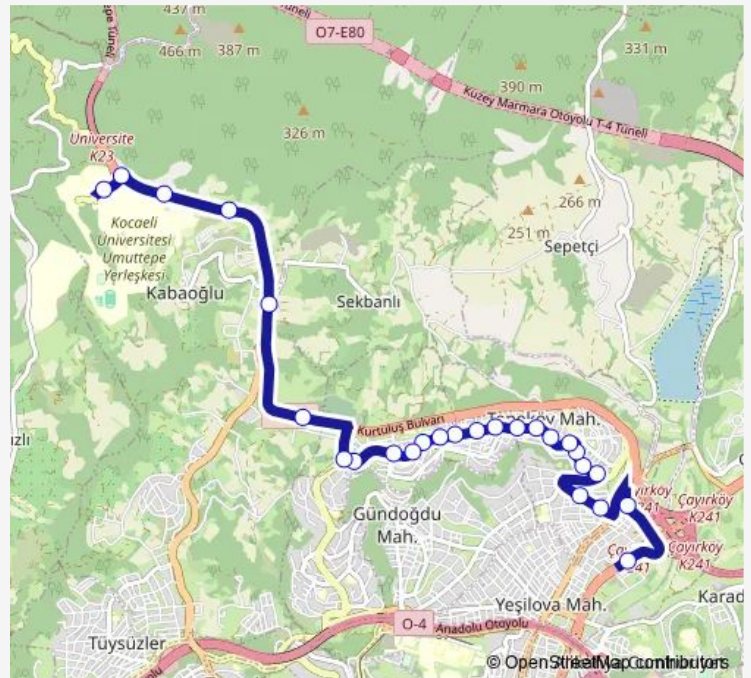 437 m
466 m
387 m
O7-E80
331 m
390 m
Kuzey Marmara Otoyolu T-4 Tüneli
326 m
Üniversite
K23
266 m
251 m
Sepetçi
Kocaeli
Üniversitesi
Umuttepe
Yerleşkesi
Kabaoğlu
Sekbanlı
Kurtuluş Bulvarı
Mah.
Gündoğdu
Mah.
Çayırköy
K241
Çayırköy
K241
Yeşilova Mah.
Karad
O-4
Anadolu Otoyolu
Tüysüzler
© OpenStreetMap contributors